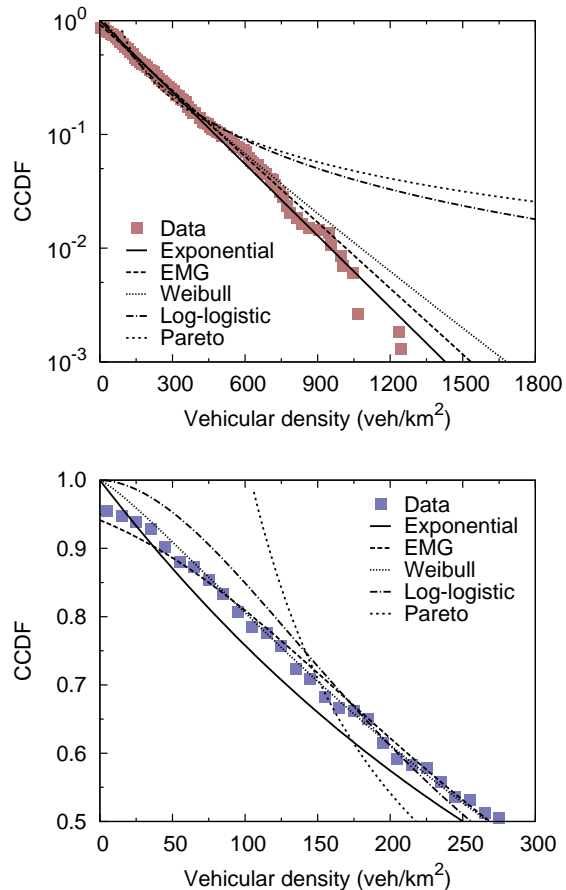 10^0
10^-1
10^-2
10^-3
CCDF
Data
Exponential
EMG
Weibull
Log-logistic
Pareto
0 300 600 900 1200 1500 1800
Vehicular density (veh/km^2)
1.0
0.9
0.8
0.7
0.6
0.5
CCDF
Data
Exponential
EMG
Weibull
Log-logistic
Pareto
0 50 100 150 200 250 300
Vehicular density (veh/km^2)